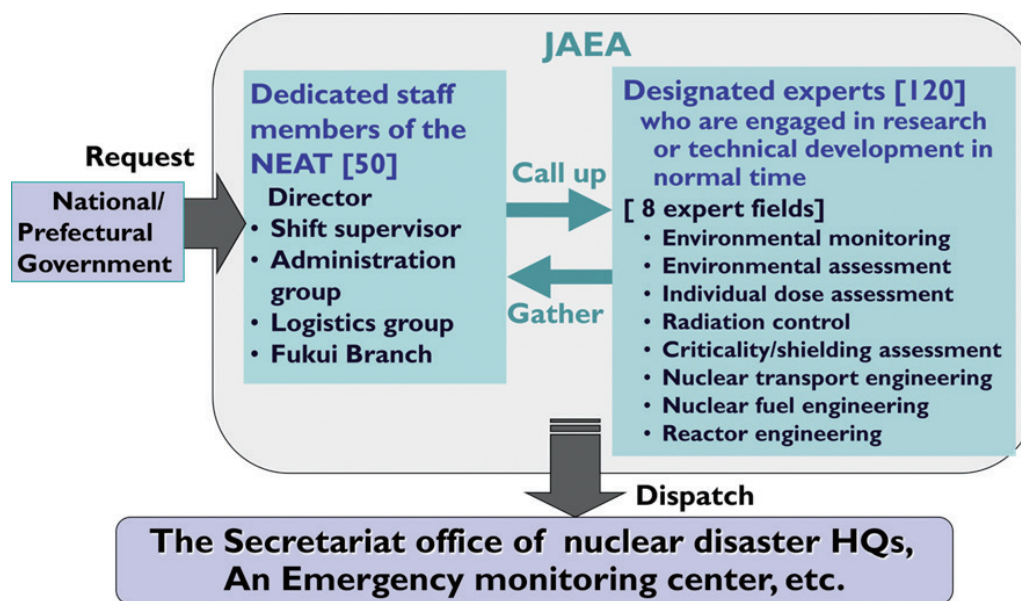 JAEA
Request
National/
Prefectural
Government
Dedicated staff
members of the
NEAT [50]
Director
• Shift supervisor
• Administration
group
• Logistics group
• Fukui Branch
Call up
Gather
Designated experts [120]
who are engaged in research
or technical development in
normal time
[ 8 expert fields]
• Environmental monitoring
• Environmental assessment
• Individual dose assessment
• Radiation control
• Criticality/shielding assessment
• Nuclear transport engineering
• Nuclear fuel engineering
• Reactor engineering
Dispatch
The Secretariat office of nuclear disaster HQs,
An Emergency monitoring center, etc.